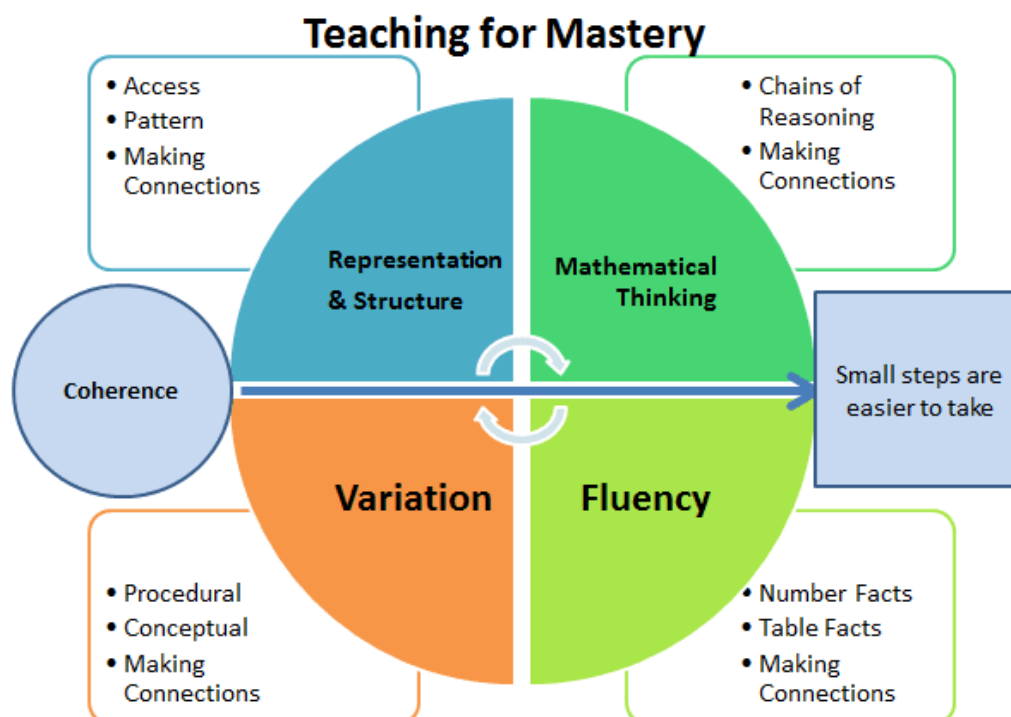 Teaching for Mastery
• Access
• Pattern
• Making
Connections
• Chains of
Reasoning
• Making
Connections
Representation
& Structure
Mathematical
Thinking
Coherence
Small steps are
easier to take
Variation
Fluency
• Procedural
• Conceptual
• Making
Connections
• Number Facts
• Table Facts
• Making
Connections